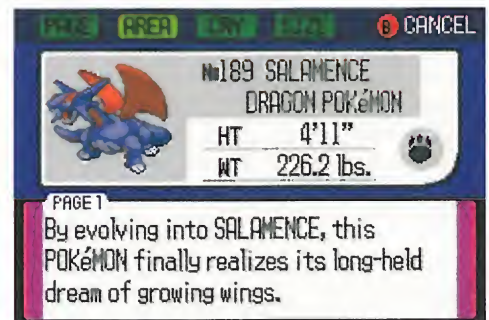 PAGE AREA CRY SIZE B CANCEL
No189 SALAMENCE
DRAGON POKéMON
HT 4'11"
WT 226.2 lbs.
PAGE 1
By evolving into SALAMENCE, this
POKéMON finally realizes its long-held
dream of growing wings.